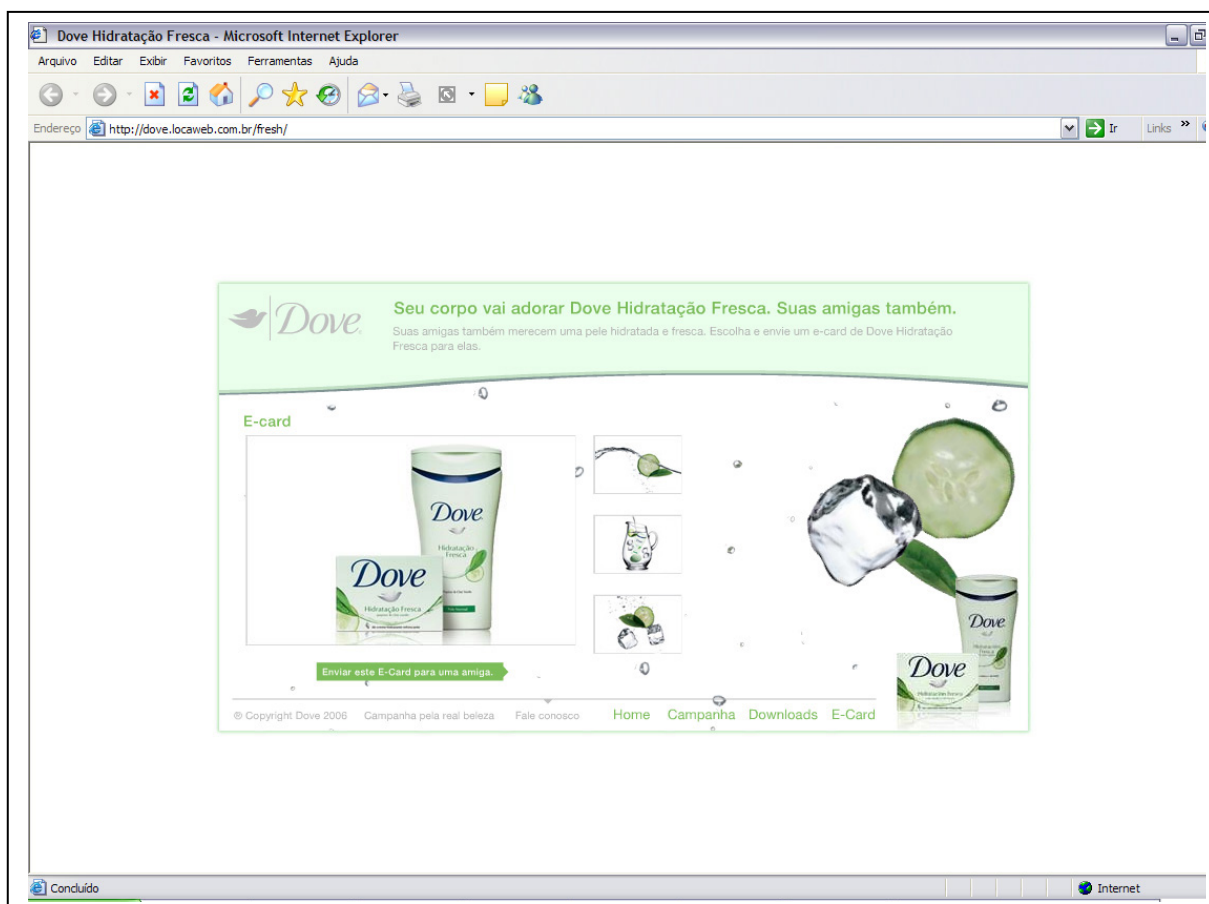 Dove Hidratação Fresca - Microsoft Internet Explorer
Arquivo Editar Exibir Favoritos Ferramentas Ajuda
Endereço http://dove.locaweb.com.br/fresh/ Ir Links »
Dove
Seu corpo vai adorar Dove Hidratação Fresca. Suas amigas também.
Suas amigas também merecem uma pele hidratada e fresca. Escolha e envie um e-card de Dove Hidratação
Fresca para elas.
E-card
Dove
Hidratação
Fresca
Dove
Hidratação Fresca
Enviar este E-Card para uma amiga.
Dove
Dove
© Copyright Dove 2006 Campanha pela real beleza Fale conosco Home Campanha Downloads E-Card
Concluído Internet